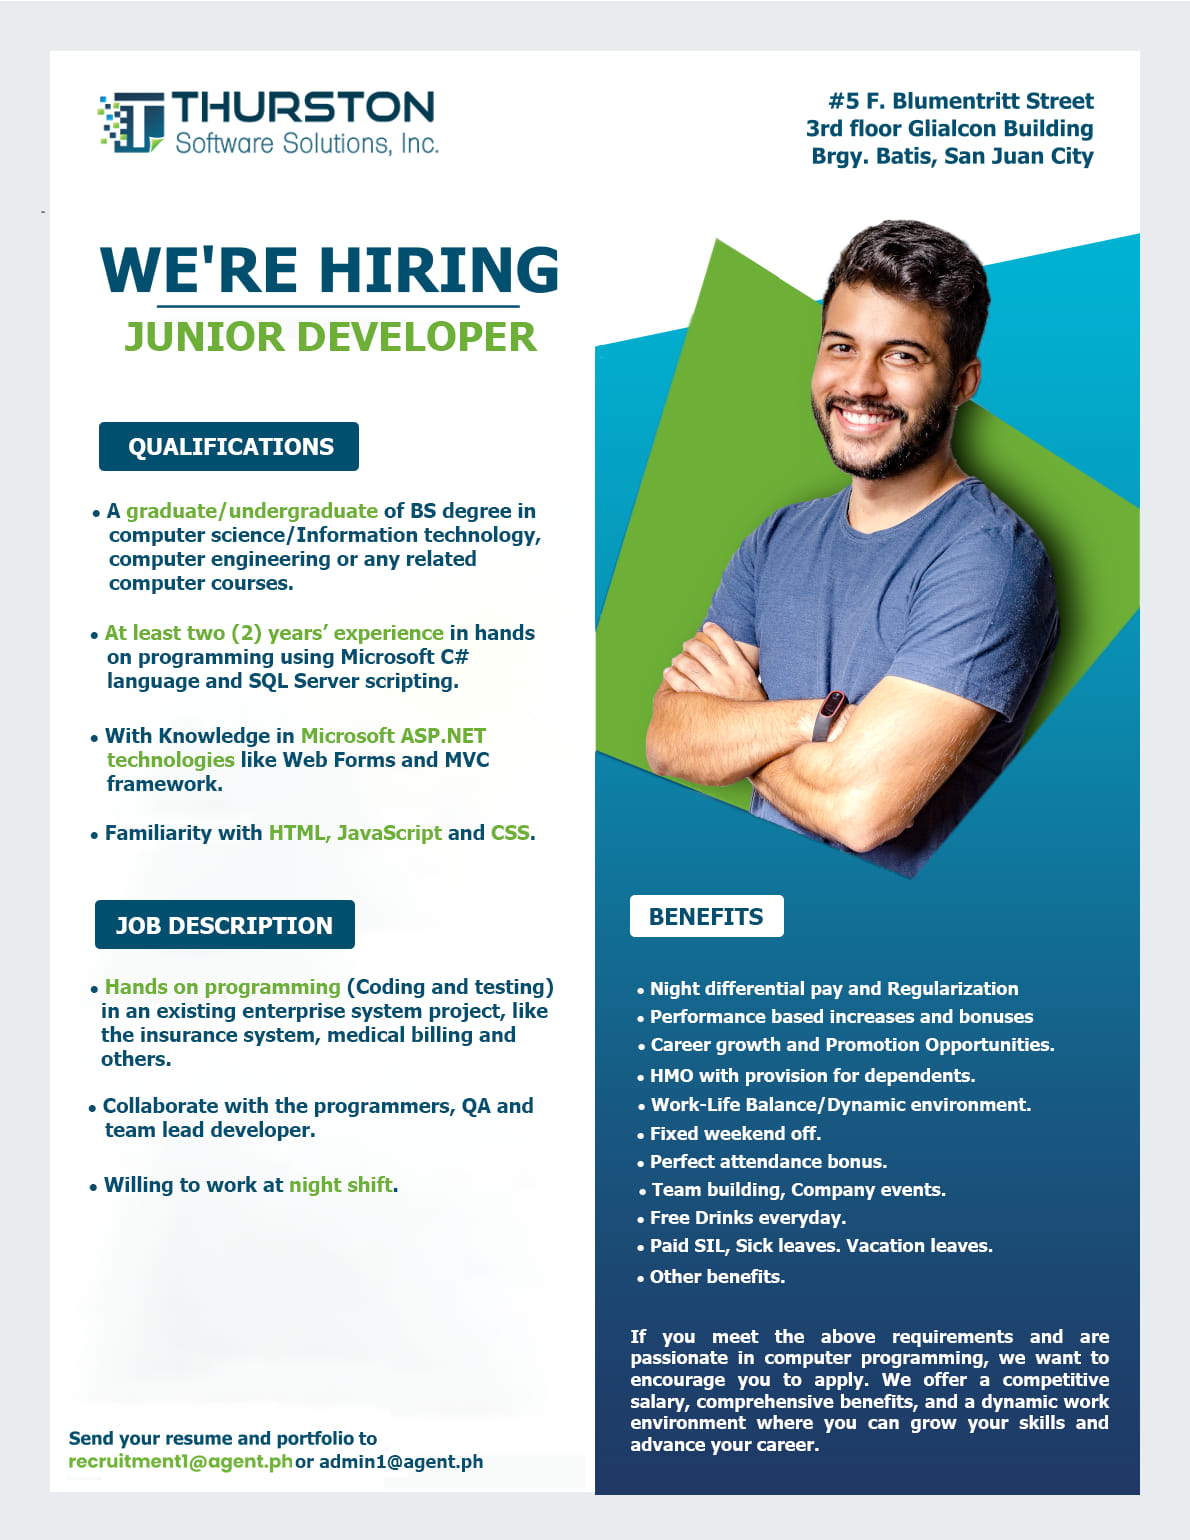 THURSTON
Software Solutions, Inc.
#5 F. Blumentritt Street
3rd floor Glialcon Building
Brgy. Batis, San Juan City
WE'RE HIRING
JUNIOR DEVELOPER
QUALIFICATIONS
• A graduate/undergraduate of BS degree in
computer science/Information technology,
computer engineering or any related
computer courses.
• At least two (2) years’ experience in hands
on programming using Microsoft C#
language and SQL Server scripting.
• With Knowledge in Microsoft ASP.NET
technologies like Web Forms and MVC
framework.
• Familiarity with HTML, JavaScript and CSS.
JOB DESCRIPTION
• Hands on programming (Coding and testing)
in an existing enterprise system project, like
the insurance system, medical billing and
others.
• Collaborate with the programmers, QA and
team lead developer.
• Willing to work at night shift.
Send your resume and portfolio to
recruitment1@agent.ph or admin1@agent.ph
BENEFITS
• Night differential pay and Regularization
• Performance based increases and bonuses
• Career growth and Promotion Opportunities.
• HMO with provision for dependents.
• Work-Life Balance/Dynamic environment.
• Fixed weekend off.
• Perfect attendance bonus.
• Team building, Company events.
• Free Drinks everyday.
• Paid SIL, Sick leaves. Vacation leaves.
• Other benefits.
If you meet the above requirements and are
passionate in computer programming, we want to
encourage you to apply. We offer a competitive
salary, comprehensive benefits, and a dynamic work
environment where you can grow your skills and
advance your career.